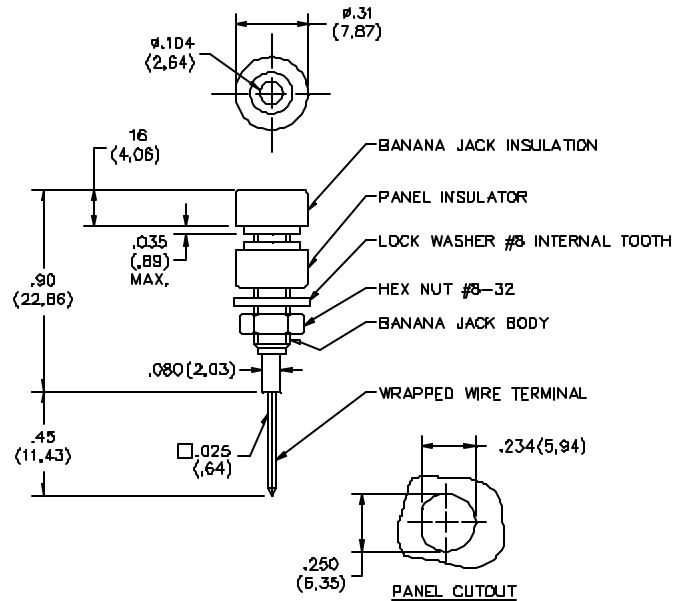 ø.31
(7,87)
ø.104
(2,64)
16
(4,06)
BANANA JACK INSULATION
PANEL INSULATOR
.035
(,89)
MAX.
LOCK WASHER #8 INTERNAL TOOTH
.90
(22,86)
HEX NUT #8-32
BANANA JACK BODY
.080(2,03)
WRAPPED WIRE TERMINAL
.45
(11,43)
□.025
(,64)
.234(5,94)
.250
(6,35)
PANEL CUTOUT